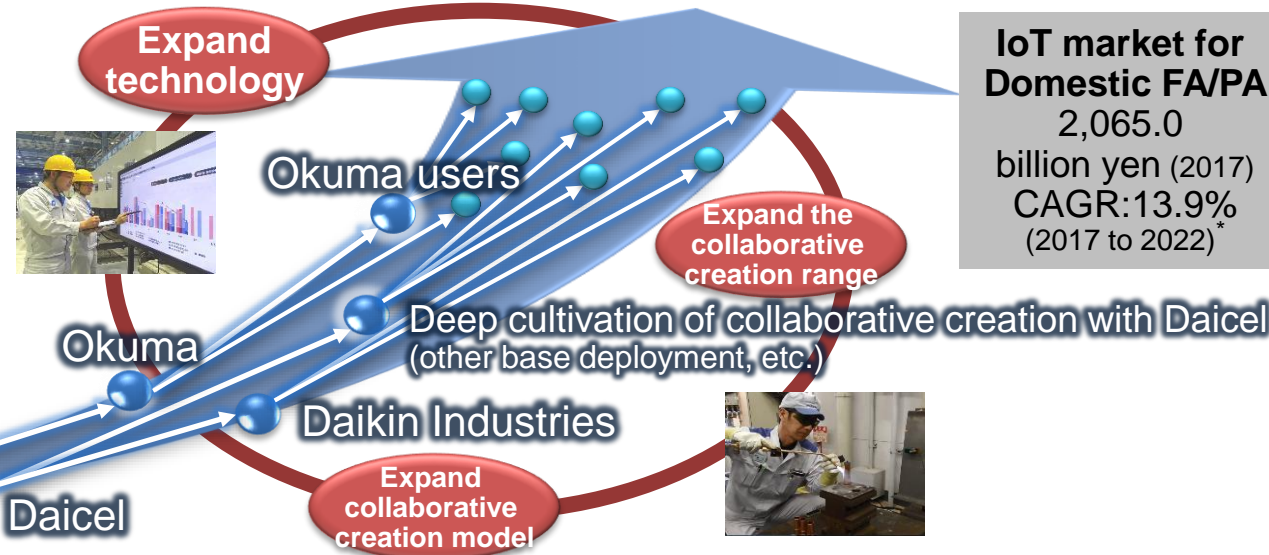 Expand
technology
IoT market for
Domestic FA/PA
2,065.0
billion yen (2017)
CAGR:13.9%
(2017 to 2022)*
Okuma users
Expand the
collaborative
creation range
Deep cultivation of collaborative creation with Daicel
(other base deployment, etc.)
Okuma
Daikin Industries
Expand
collaborative
creation model
Daicel